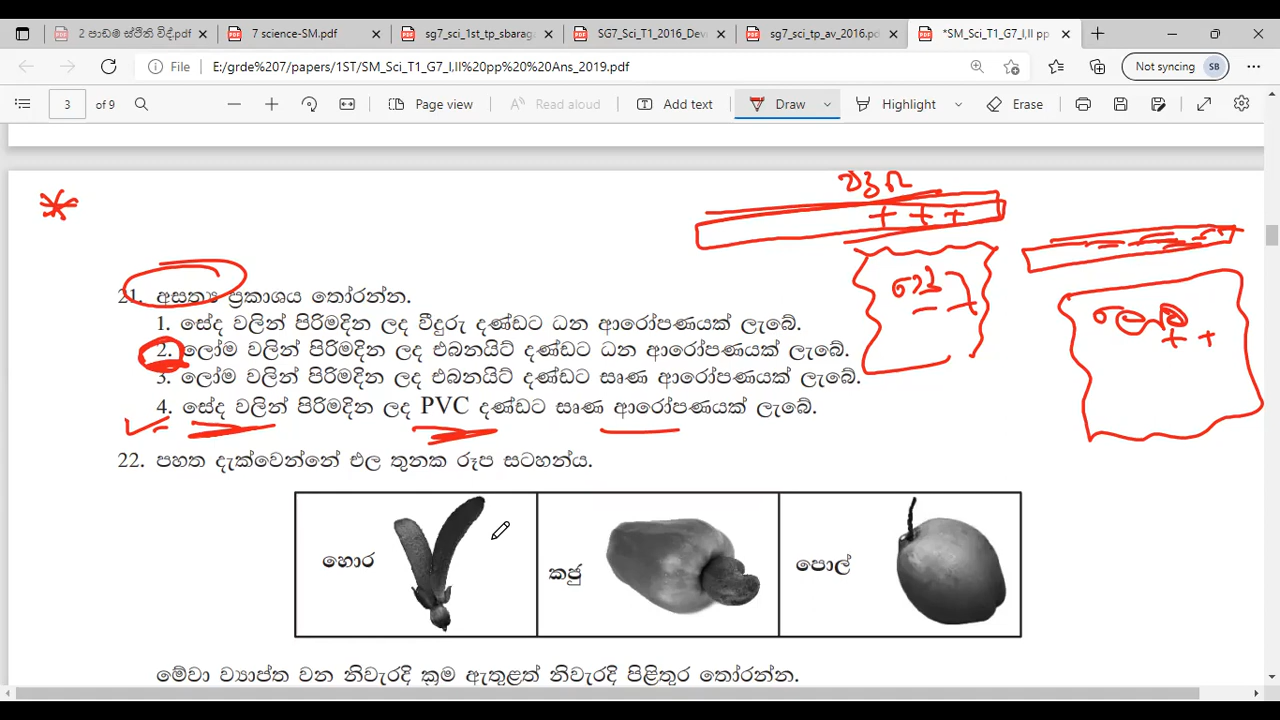 2 පාඩම ස්ථිති විද්.pdf
7 science-SM.pdf
sg7_sci_1st_tp_sbaraga
SG7_Sci_T1_2016_Deve
sg7_sci_tp_av_2016.pd
*SM_Sci_T1_G7_I,II pp
File
E:/grde%207/papers/1ST/SM_Sci_T1_G7_I,II%20pp%20%20Ans_2019.pdf
Not syncing
SB
3 of 9
Page view
Read aloud
Add text
Draw
Highlight
Erase
21. අසත්‍ය ප්‍රකාශය තෝරන්න.
1. සේද වලින් පිරිමදින ලද වීදුරු දණ්ඩට ධන ආරෝපණයක් ලැබේ.
2. ලෝම වලින් පිරිමදින ලද එබනයිට් දණ්ඩට ධන ආරෝපණයක් ලැබේ.
3. ලෝම වලින් පිරිමදින ලද එබනයිට් දණ්ඩට සෘණ ආරෝපණයක් ලැබේ.
4. සේද වලින් පිරිමදින ලද PVC දණ්ඩට සෘණ ආරෝපණයක් ලැබේ.
22. පහත දැක්වෙන්නේ ඵල තුනක රූප සටහන්ය.
හොර
කජු
පොල්
මේවා ව්‍යාප්ත වන නිවැරදි ක්‍රම ඇතුළත් නිවැරදි පිළිතුර තෝරන්න.